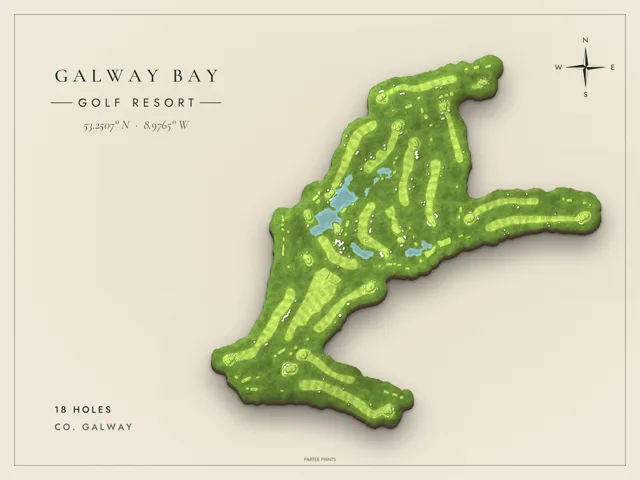 GALWAY BAY
GOLF RESORT
53.2507° N · 8.9765° W
N
W E
S
18 HOLES
CO. GALWAY
PARTEE PRINTS